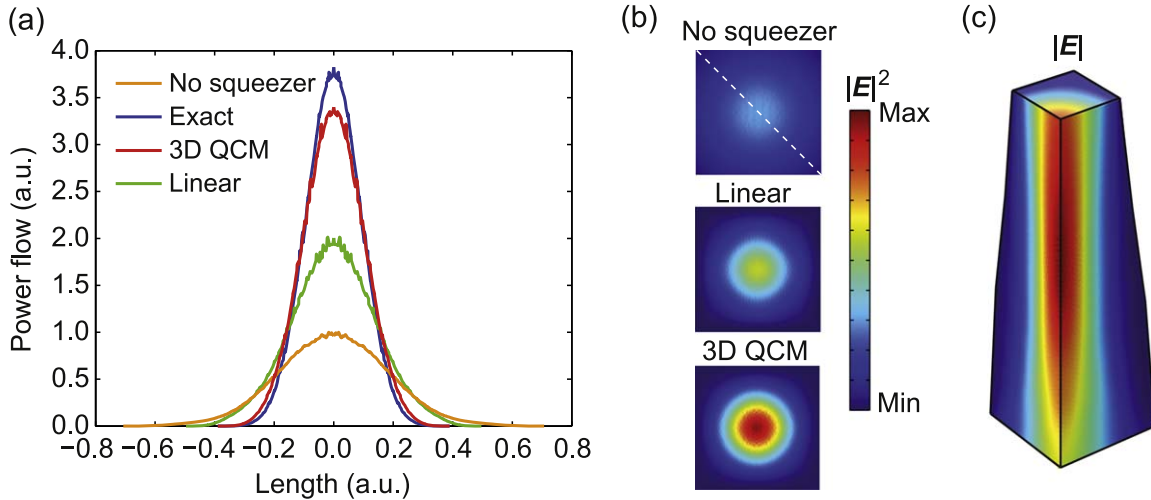 (a)
4.0
3.5
3.0
2.5
2.0
1.5
1.0
0.5
0.0
Power flow (a.u.)
No squeezer
Exact
3D QCM
Linear
−0.8 −0.6 −0.4 −0.2 0.0 0.2 0.4 0.6 0.8
Length (a.u.)
(b)
No squeezer
Linear
3D QCM
|E|2
Max
Min
(c)
|E|